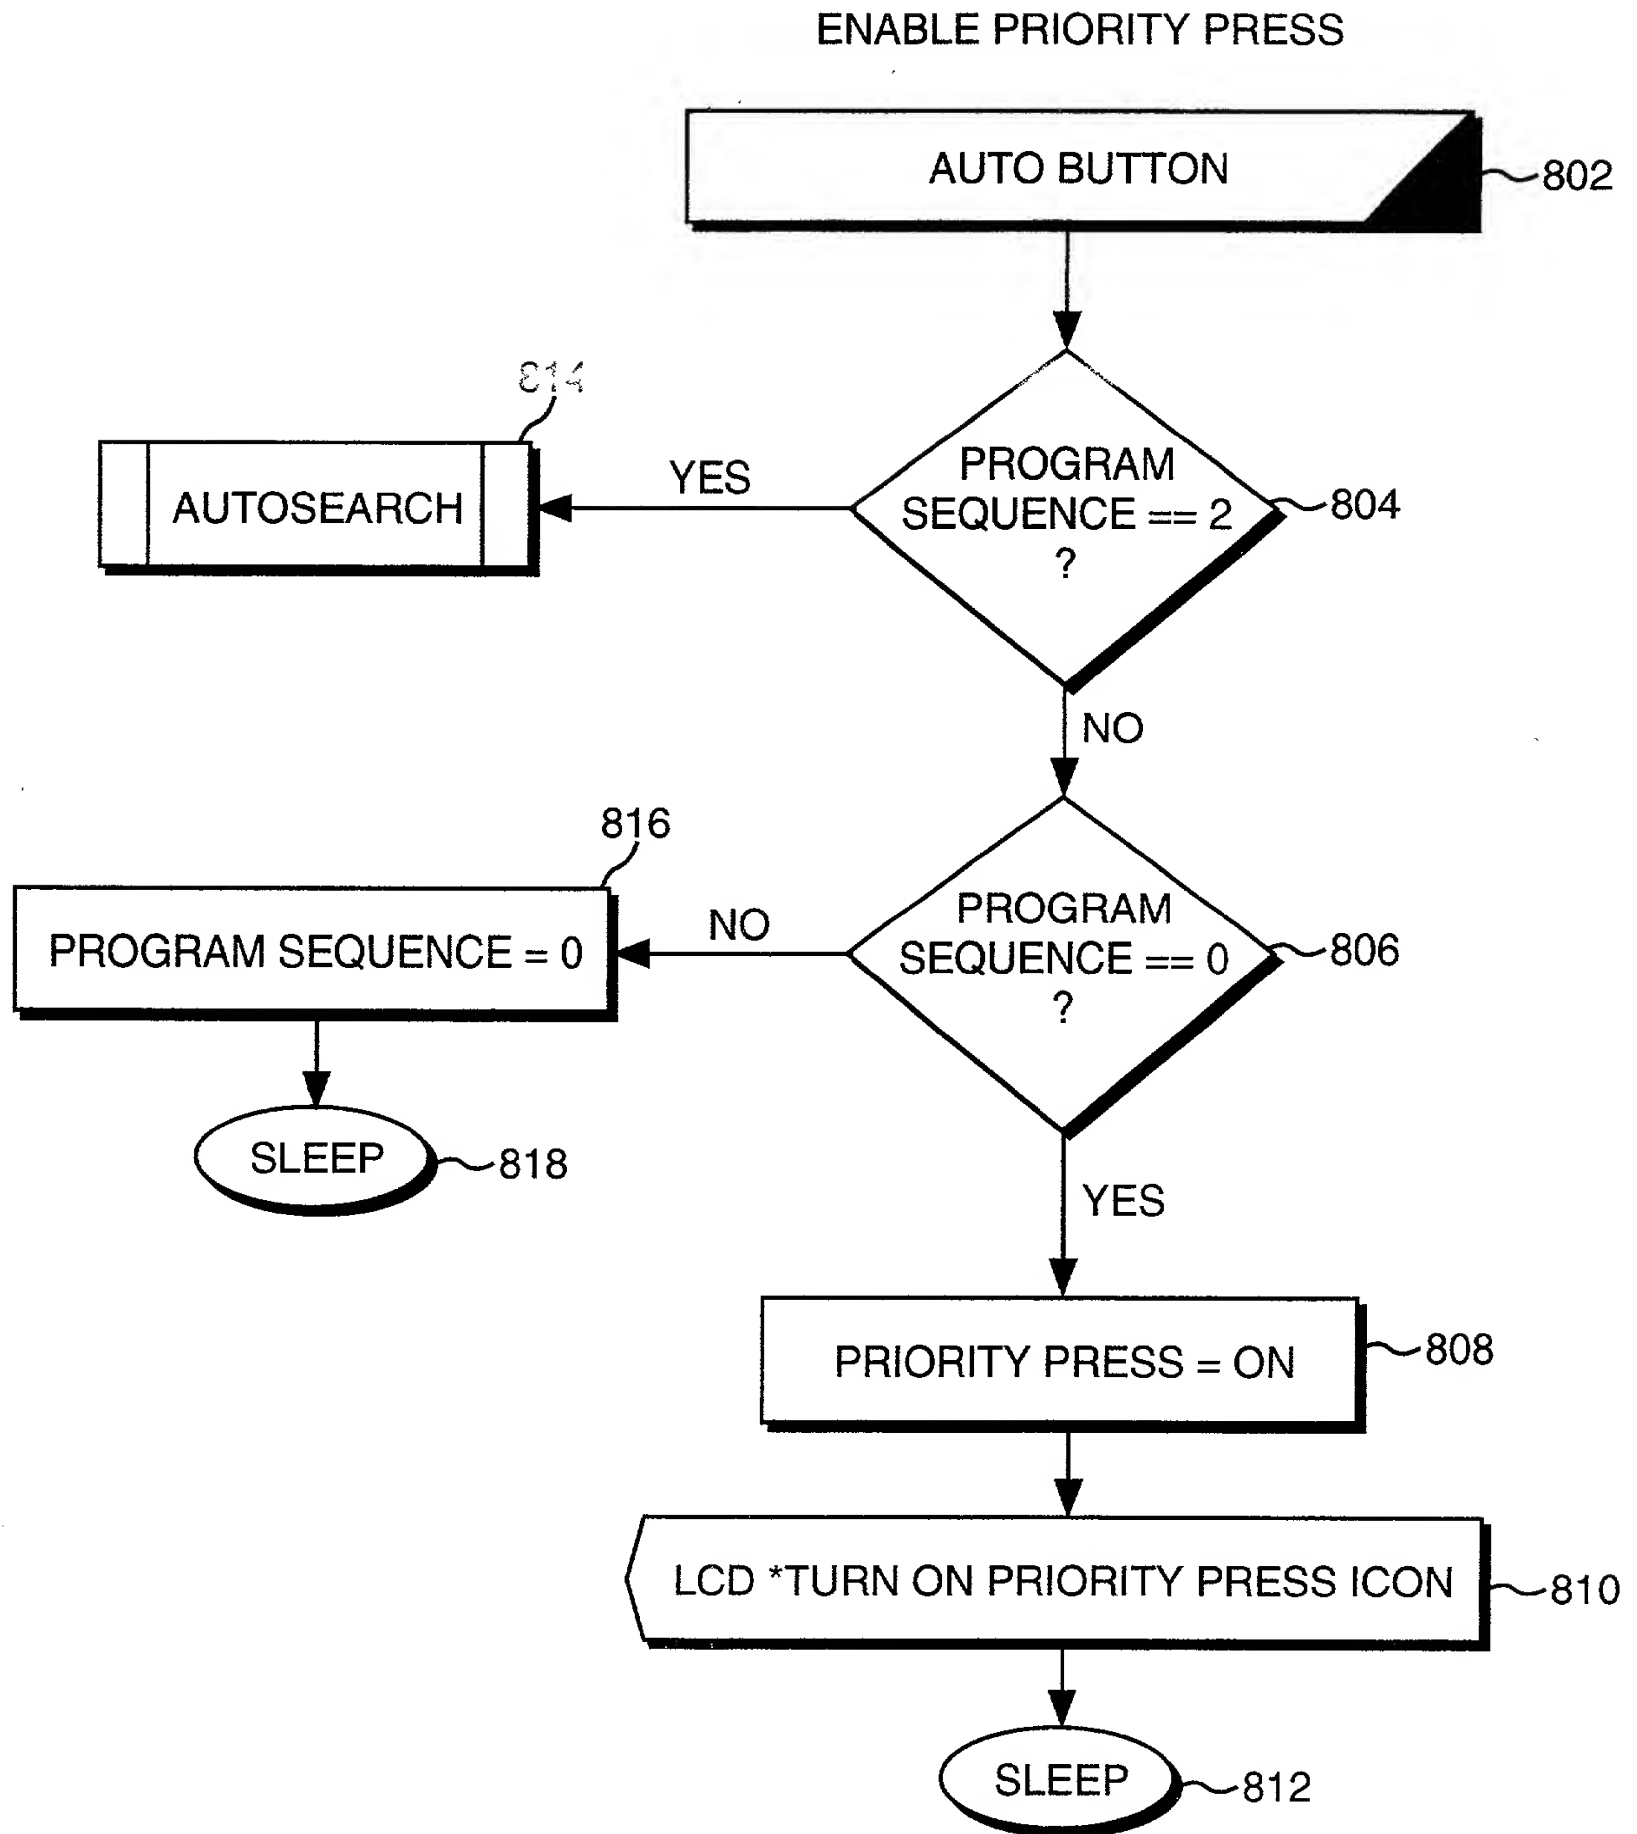 ENABLE PRIORITY PRESS
AUTO BUTTON
802
814
AUTOSEARCH
YES
PROGRAM
SEQUENCE == 2
?
804
NO
816
PROGRAM SEQUENCE = 0
NO
PROGRAM
SEQUENCE == 0
?
806
SLEEP
818
YES
PRIORITY PRESS = ON
808
LCD *TURN ON PRIORITY PRESS ICON
810
SLEEP
812